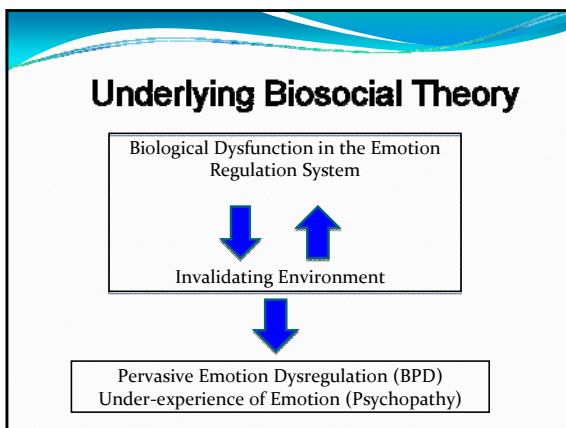 Underlying Biosocial Theory
Biological Dysfunction in the Emotion
Regulation System
Invalidating Environment
Pervasive Emotion Dysregulation (BPD)
Under-experience of Emotion (Psychopathy)